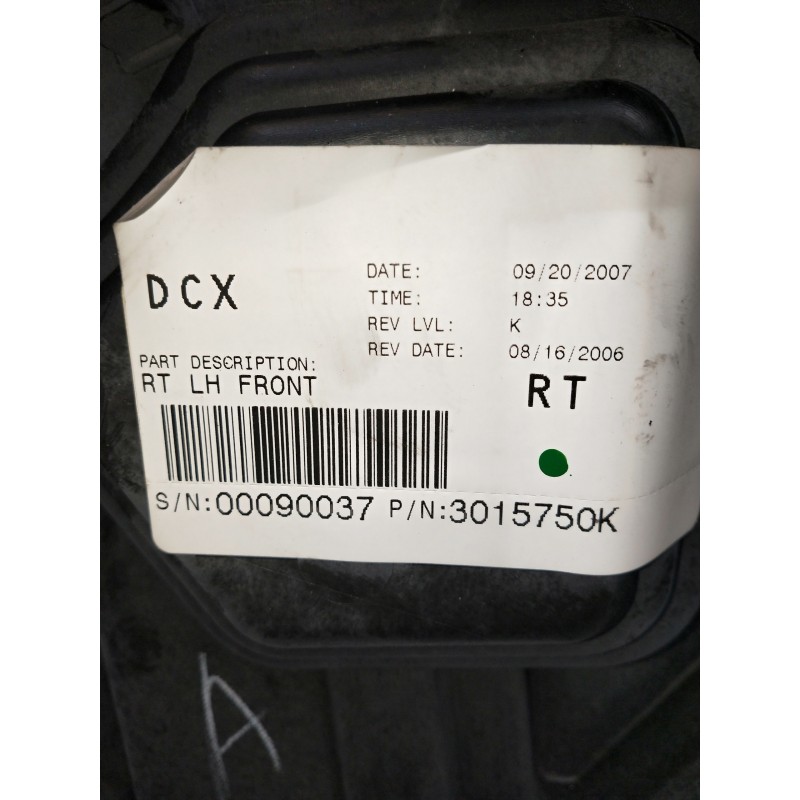 DCX
DATE: 09/20/2007
TIME: 18:35
REV LVL: K
REV DATE: 08/16/2006
PART DESCRIPTION:
RT LH FRONT
RT
S/N:00090037 P/N:3015750K
A